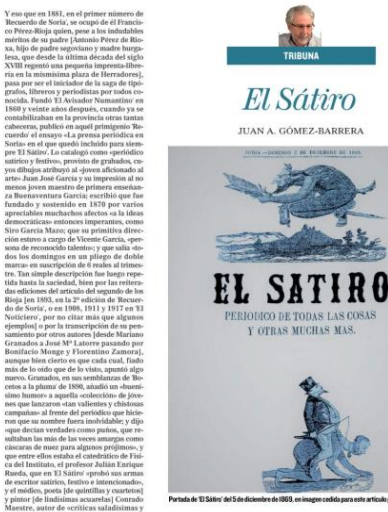 Y eso que en 1881, en el primer número de
'Recuerdo de Soria', se ocupó de él Francis-
co Pérez-Rioja quien, pese a los indudables
méritos de su padre [Antonio Pérez de Rio-
xa, hijo de padre segoviano y madre burga-
lesa, que desde la última década del siglo
XVIII regentó una pequeña imprenta-libre-
ría en la mismísima plaza de Herradores],
pasa por ser el iniciador de la saga de tipó-
grafos, libreros y periodistas por todos co-
nocida. Fundó 'El Avisador Numantino' en
1860 y veinte años después, cuando ya se
contabilizaban en la provincia otras tantas
cabeceras, publicó en aquel primigenio 'Re-
cuerdo' el ensayo «La prensa periódica en
Soria» en el que quedó incluido para siem-
pre 'El Sátiro'. Lo catalogó como «periódico
satírico y festivo», provisto de grabados, cu-
yos dibujos atribuyó al «joven aficionado al
arte» Juan José García y su impresión al no
menos joven maestro de primera enseñan-
za Buenaventura García; escribió que fue
fundado y sostenido en 1870 por varios
apreciables muchachos afectos «a la ideas
democráticas» entonces imperantes, como
Siro García Mazo; que su primitiva direc-
ción estuvo a cargo de Vicente García, «per-
sona de reconocido talento»; y que salía «to-
dos los domingos en un pliego de doble
marca» en suscripción de 6 reales al trimes-
tre. Tan simple descripción fue luego repe-
tida hasta la saciedad, bien por las reitera-
das ediciones del artículo del segundo de los
Rioja [en 1893, en la 2ª edición de 'Recuer-
do de Soria', o en 1908, 1911 y 1917 en 'El
Noticiero', por no citar más que algunos
ejemplos] o por la transcripción de su pen-
samiento por otros autores [desde Mariano
Granados a José Mª Latorre pasando por
Bonifacio Monge y Florentino Zamora],
aunque bien cierto es que cada cual, fiado
más de lo oído que de lo visto, apuntó algo
nuevo. Granados, en sus semblanzas de 'Bo-
cetos a la pluma' de 1890, añadió un «bueni-
simo humor» a aquella «colección» de jóve-
nes que lanzaron «tan valientes y chistosas
campañas» al frente del periódico que hicie-
ron que su nombre fuera inolvidable; y dijo
«que decían verdades como puños, que re-
sultaban las más de las veces amargas como
cáscaras de nuez para algunos prójimos», y
que entre ellos estaba el catedrático de Físi-
ca del Instituto, el profesor Julián Enrique
Rueda, que en 'El Sátiro' «probó sus armas
de escritor satírico, festivo e intencionado»,
y el médico, poeta [de quintillas y cuartetos]
y pintor [de lindísimas acuarelas] Conrado
Maestre, autor de «críticas saladísimas y
TRIBUNA
El Sátiro
JUAN A. GÓMEZ-BARRERA
SORIA.—DOMINGO 5 DE DICIEMBRE DE 1869.
EL SATIRO
PERIODICO DE TODAS LAS COSAS
Y OTRAS MUCHAS MAS.
Portada de 'El Sátiro' del 5 de diciembre de 1869, en imagen cedida para este artículo.